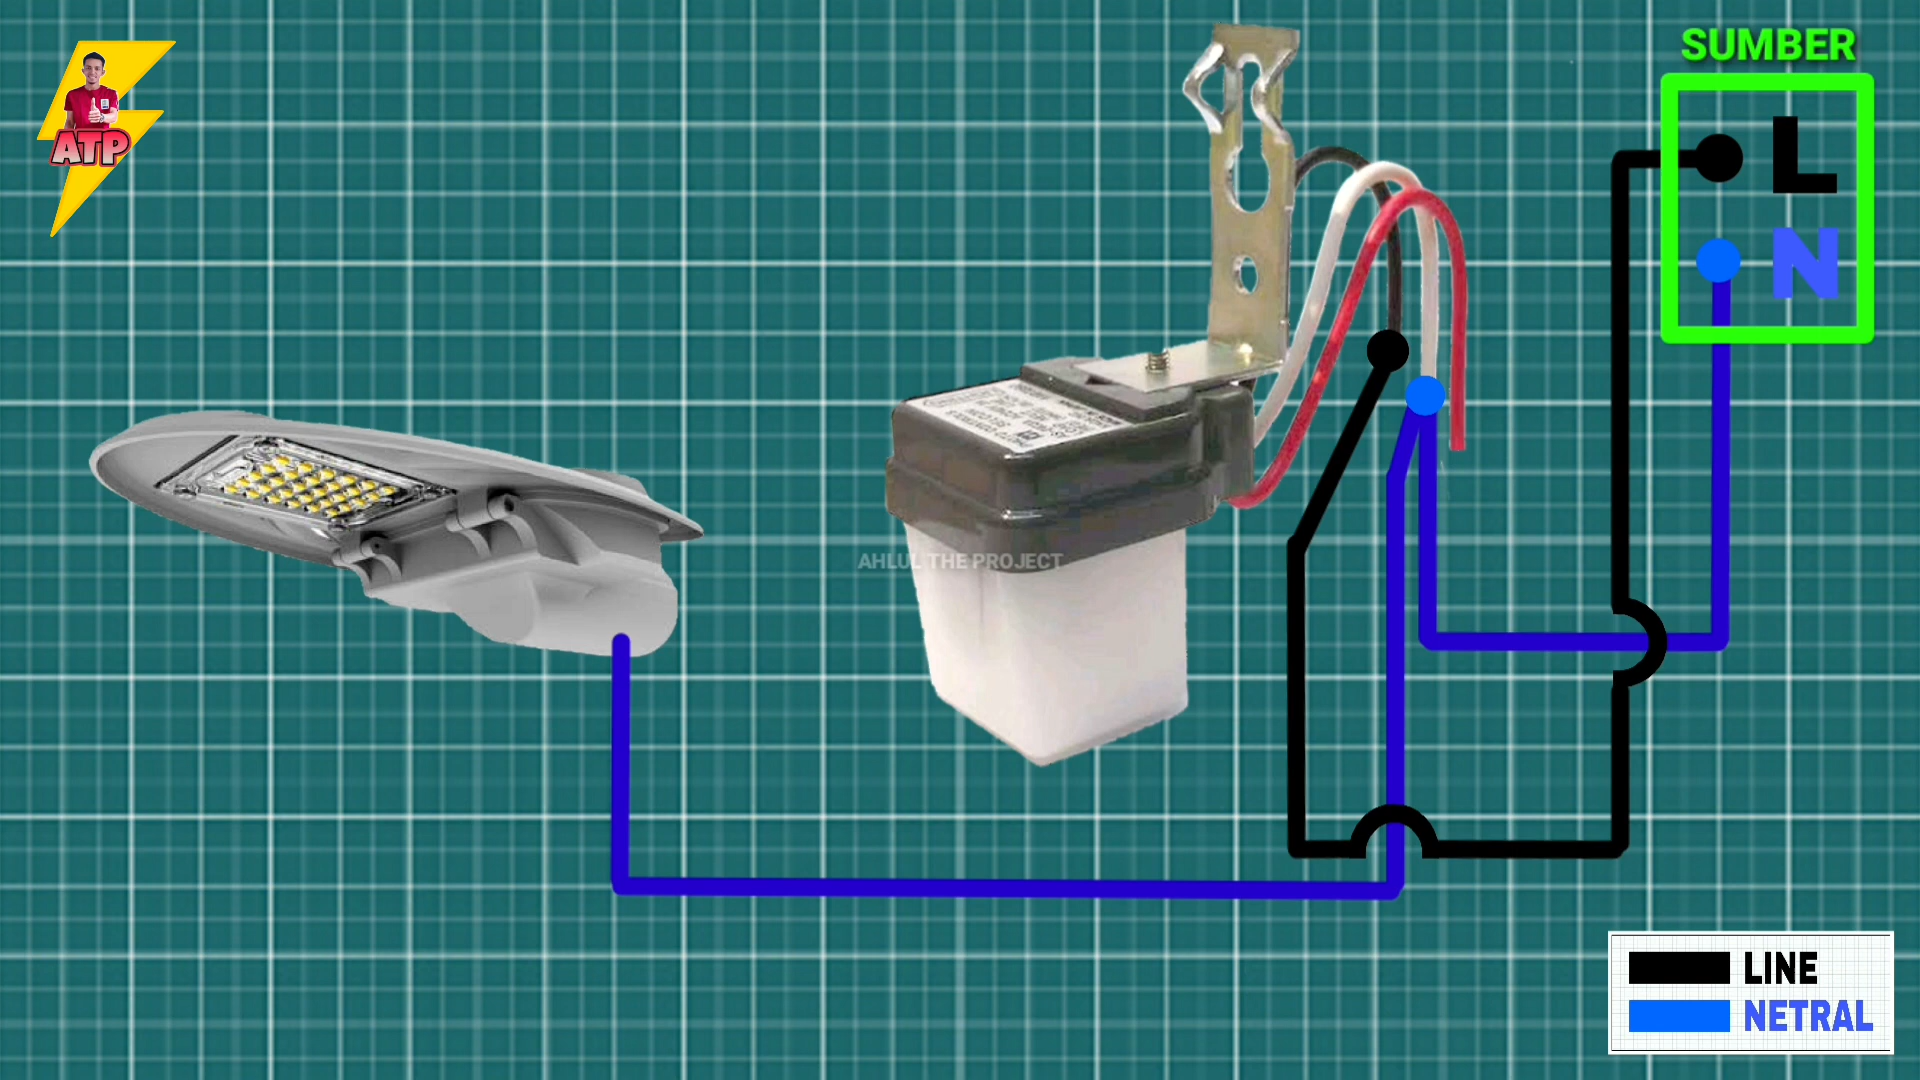 ATP
SUMBER
L
N
AHLUL THE PROJECT
LINE
NETRAL